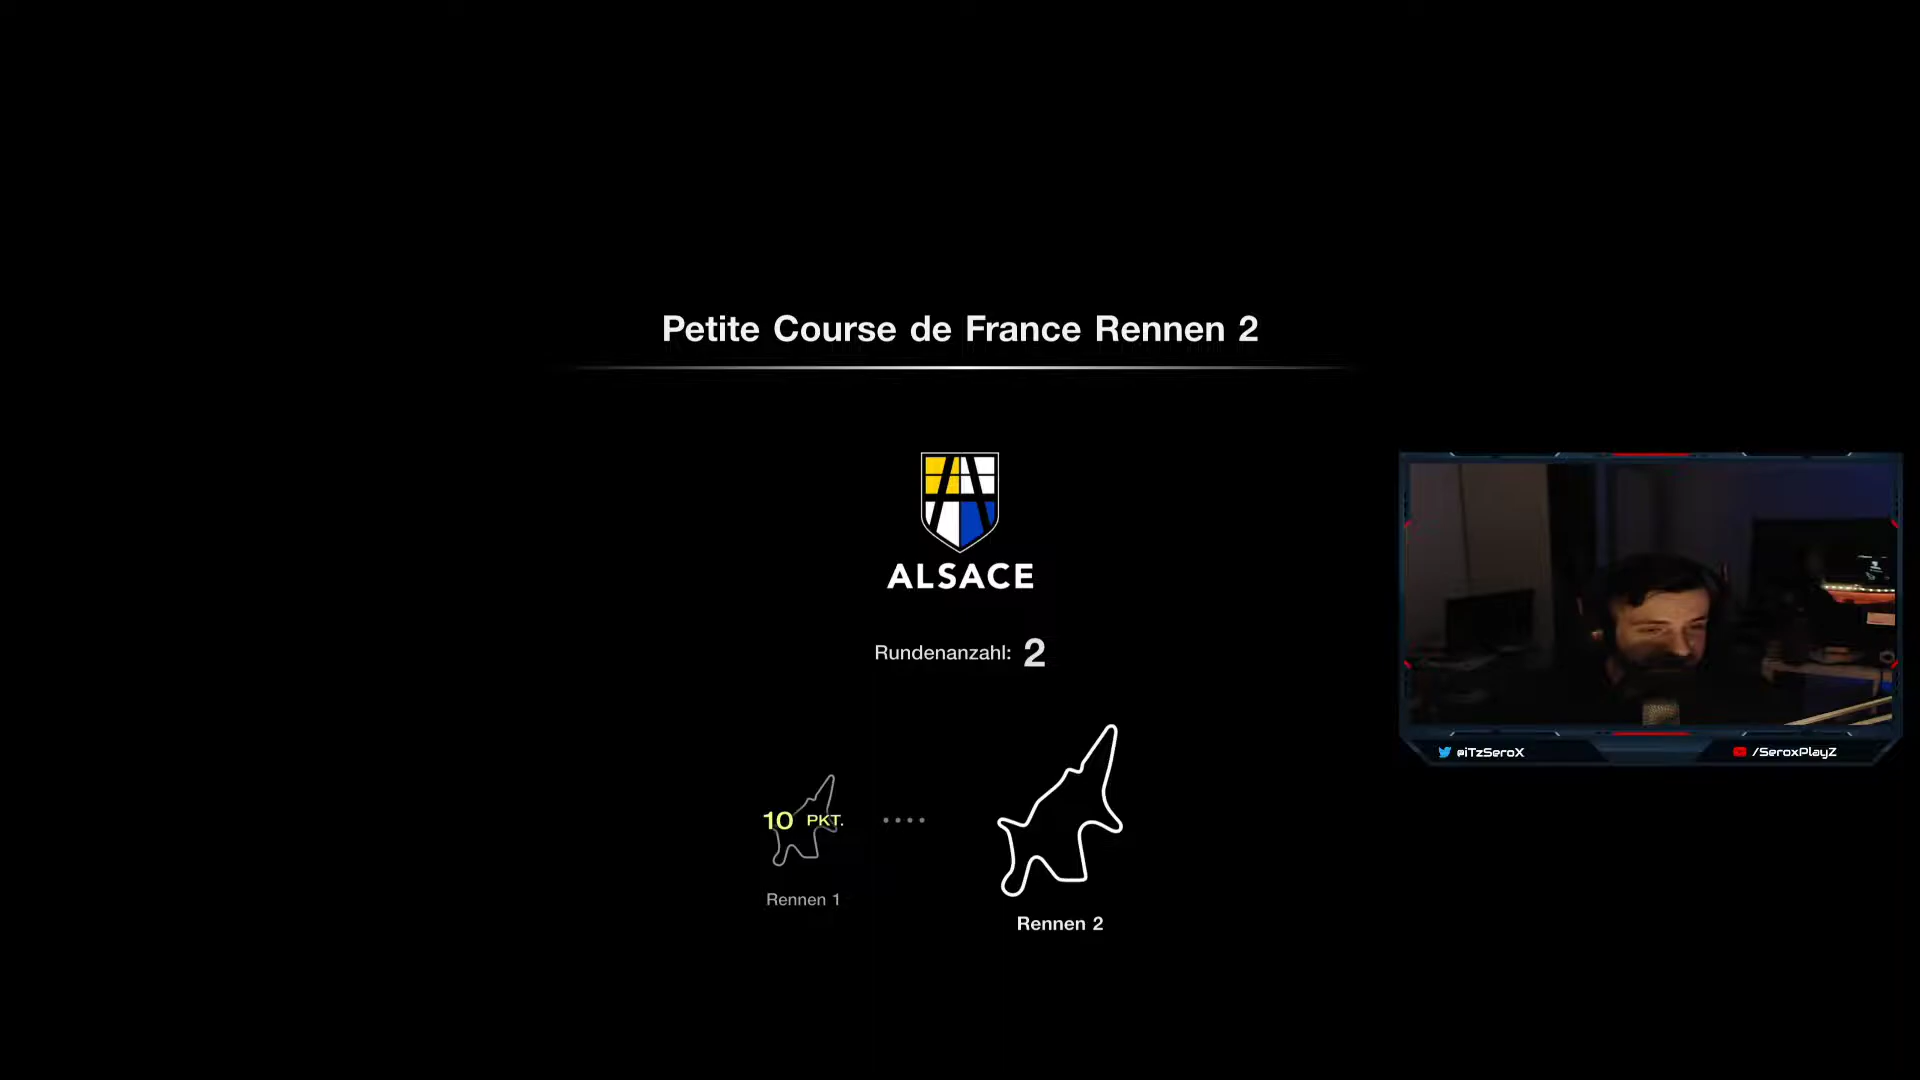 Petite Course de France Rennen 2
ALSACE
Rundenanzahl: 2
10 PKT.
Rennen 1
Rennen 2
@iTzSeroX
/SeroxPlayZ